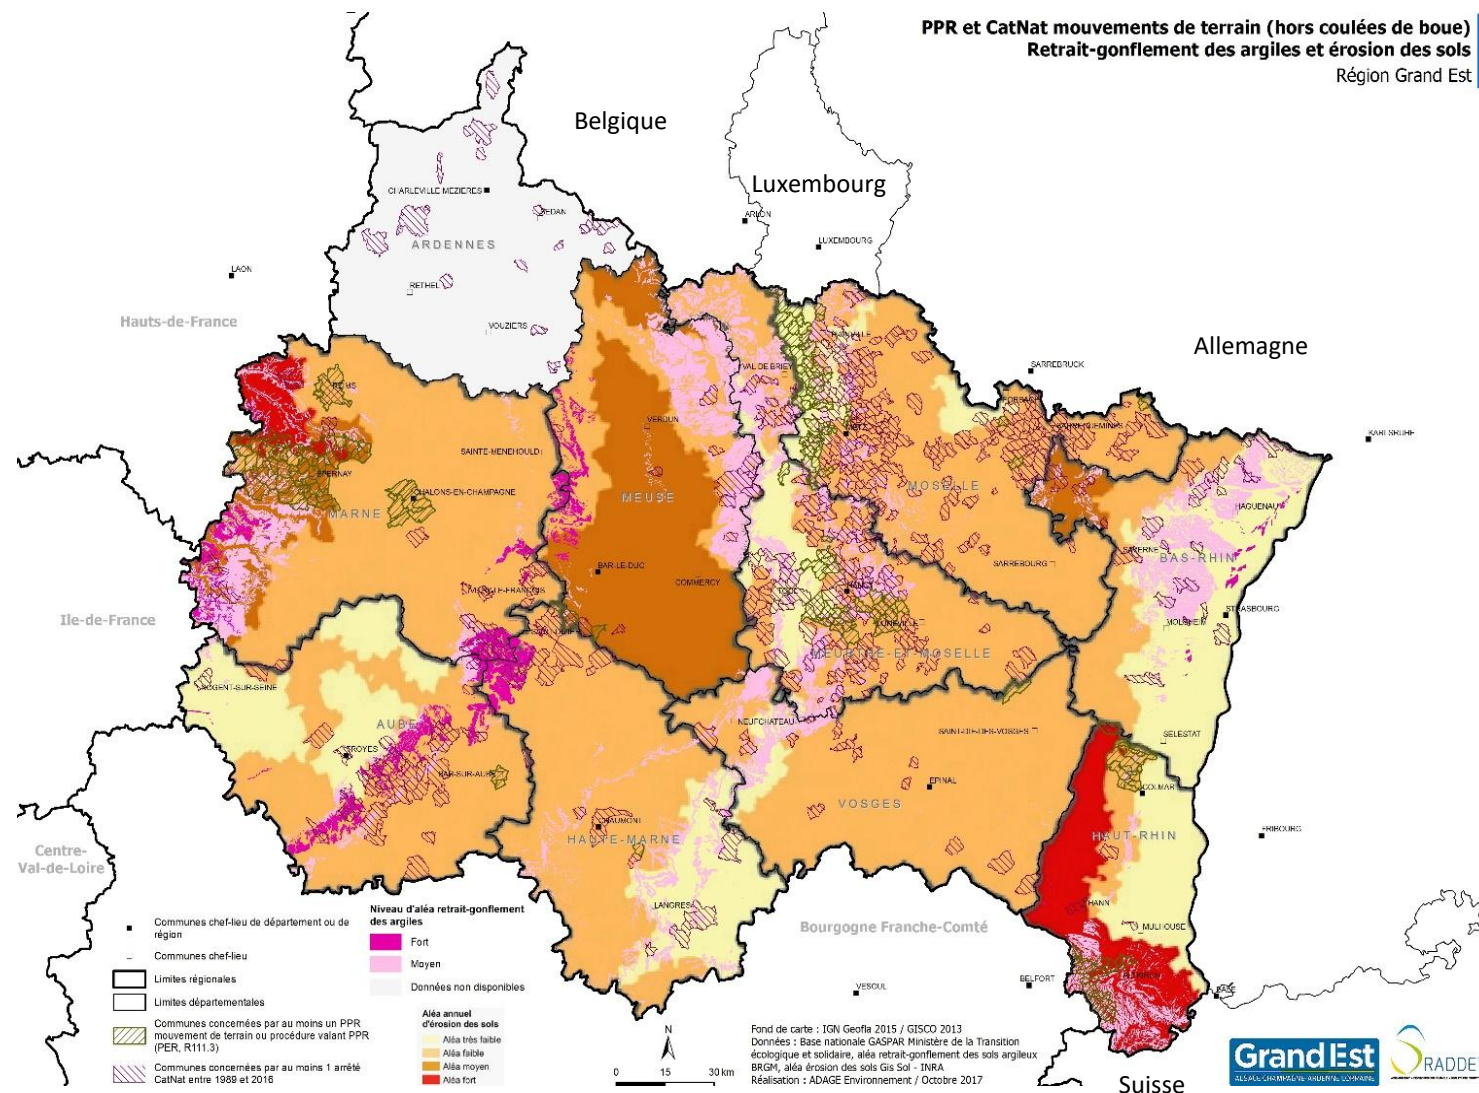 PPR et CatNat mouvements de terrain (hors coulées de boue)
Retrait-gonflement des argiles et érosion des sols
Région Grand Est
Belgique
Luxembourg
Allemagne
Suisse
Hauts-de-France
Ile-de-France
Centre-
Val-de-Loire
Bourgogne Franche-Comté
CHARLEVILLE MEZIERES
SEDAN
ARDENNES
RETHEL
VOUZIERS
LAON
ARLON
LUXEMBOURG
SARREBRUCK
KARLSRUHE
REIMS
EPERNAY
SAINTE-MENEHOULD
CHALONS-EN-CHAMPAGNE
MARNE
VERDUN
MEUSE
BAR-LE-DUC
COMMERCY
VAL DE BRIEY
THIONVILLE
METZ
FORBACH
SARREGUEMINES
MOSELLE
SARREBOURG
HAGUENAU
SAVERNE
BAS-RHIN
STRASBOURG
MOLSHEIM
SELESTAT
TOUL
NANCY
LUNEVILLE
MEURTHE-ET-MOSELLE
NOGENT-SUR-SEINE
AUBE
TROYES
BAR-SUR-AUBE
NEUFCHATEAU
SAINT-DIE-DES-VOSGES
EPINAL
VOSGES
CHAUMONT
HAUTE-MARNE
LANGRES
COLMAR
HAUT-RHIN
FRIBOURG
THANN
MULHOUSE
BELFORT
VESOUL
Communes chef-lieu de département ou de
région
Communes chef-lieu
Limites régionales
Limites départementales
Communes concernées par au moins un PPR
mouvement de terrain ou procédure valant PPR
(PER, R111.3)
Communes concernées par au moins 1 arrêté
CatNat entre 1989 et 2016
Niveau d'aléa retrait-gonflement
des argiles
Fort
Moyen
Données non disponibles
Aléa annuel
d'érosion des sols
Aléa très faible
Aléa faible
Aléa moyen
Aléa fort
N
0 15 30 km
Fond de carte : IGN Geofla 2015 / GISCO 2013
Données : Base nationale GASPAR Ministère de la Transition
écologique et solidaire, aléa retrait-gonflement des sols argileux
BRGM, aléa érosion des sols Gis Sol - INRA
Réalisation : ADAGE Environnement / Octobre 2017
Grand Est
ALSACE CHAMPAGNE-ARDENNE LORRAINE
SRADDET